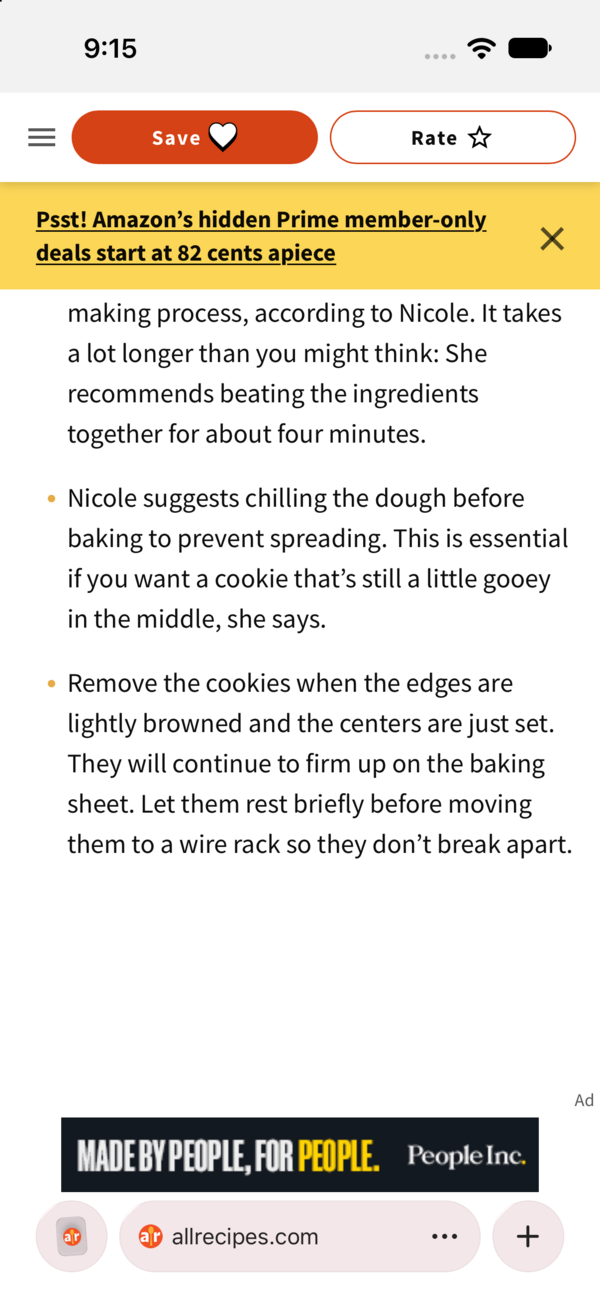 9:15
Save
Rate
Psst! Amazon’s hidden Prime member-only
deals start at 82 cents apiece
making process, according to Nicole. It takes
a lot longer than you might think: She
recommends beating the ingredients
together for about four minutes.
• Nicole suggests chilling the dough before
baking to prevent spreading. This is essential
if you want a cookie that’s still a little gooey
in the middle, she says.
• Remove the cookies when the edges are
lightly browned and the centers are just set.
They will continue to firm up on the baking
sheet. Let them rest briefly before moving
them to a wire rack so they don’t break apart.
Ad
MADE BY PEOPLE, FOR PEOPLE. People Inc.
ar ar allrecipes.com